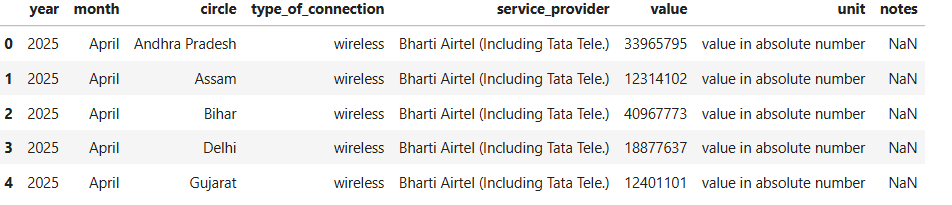 year month circle type_of_connection service_provider value unit notes
0 2025 April Andhra Pradesh wireless Bharti Airtel (Including Tata Tele.) 33965795 value in absolute number NaN
1 2025 April Assam wireless Bharti Airtel (Including Tata Tele.) 12314102 value in absolute number NaN
2 2025 April Bihar wireless Bharti Airtel (Including Tata Tele.) 40967773 value in absolute number NaN
3 2025 April Delhi wireless Bharti Airtel (Including Tata Tele.) 18877637 value in absolute number NaN
4 2025 April Gujarat wireless Bharti Airtel (Including Tata Tele.) 12401101 value in absolute number NaN